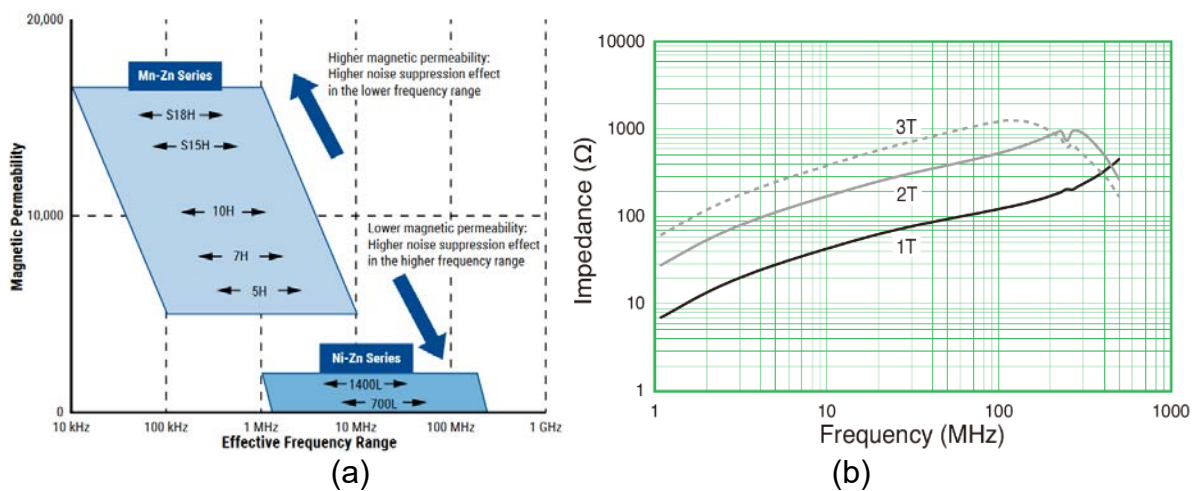 20,000
10,000
0
Magnetic Permeability
Mn-Zn Series
S18H
S15H
10H
7H
5H
Higher magnetic permeability:
Higher noise suppression effect
in the lower frequency range
Lower magnetic permeability:
Higher noise suppression effect
in the higher frequency range
Ni-Zn Series
1400L
700L
10 kHz
100 kHz
1 MHz
10 MHz
100 MHz
1 GHz
Effective Frequency Range
(a)
10000
1000
100
10
1
Impedance (Ω)
3T
2T
1T
1
10
100
1000
Frequency (MHz)
(b)